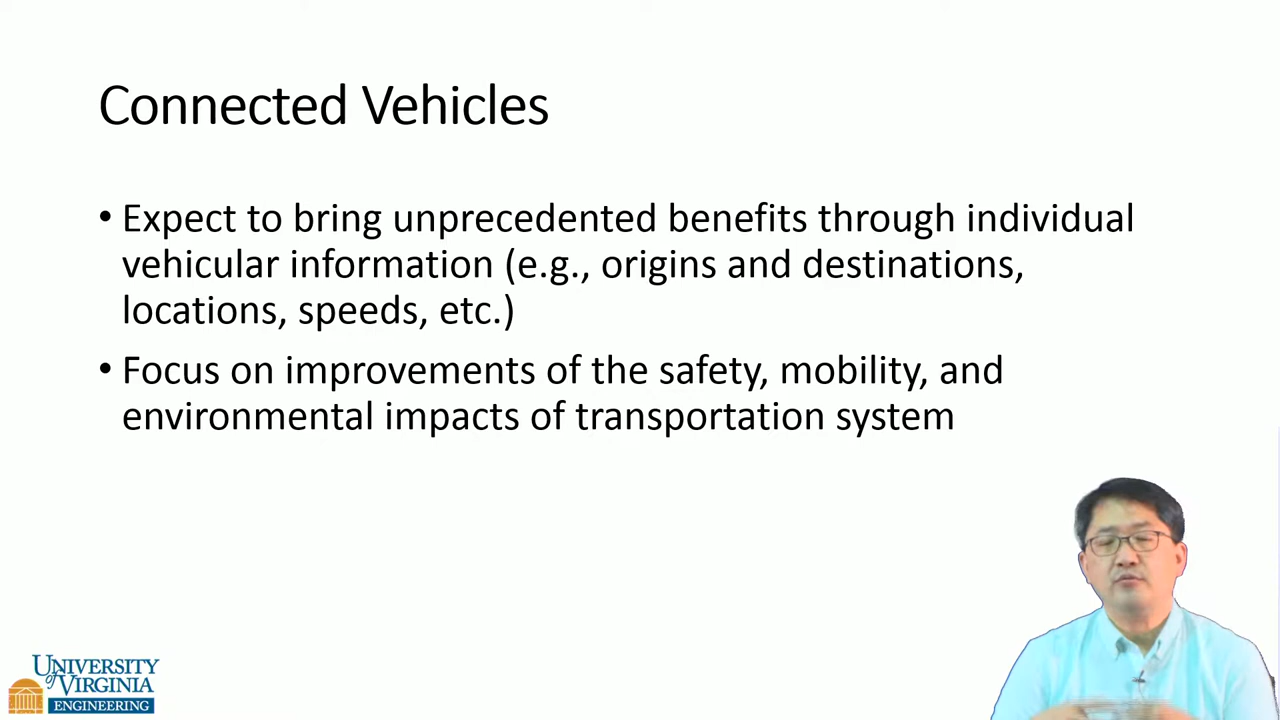 Connected Vehicles
• Expect to bring unprecedented benefits through individual
vehicular information (e.g., origins and destinations,
locations, speeds, etc.)
• Focus on improvements of the safety, mobility, and
environmental impacts of transportation system
UNIVERSITY
of VIRGINIA
ENGINEERING